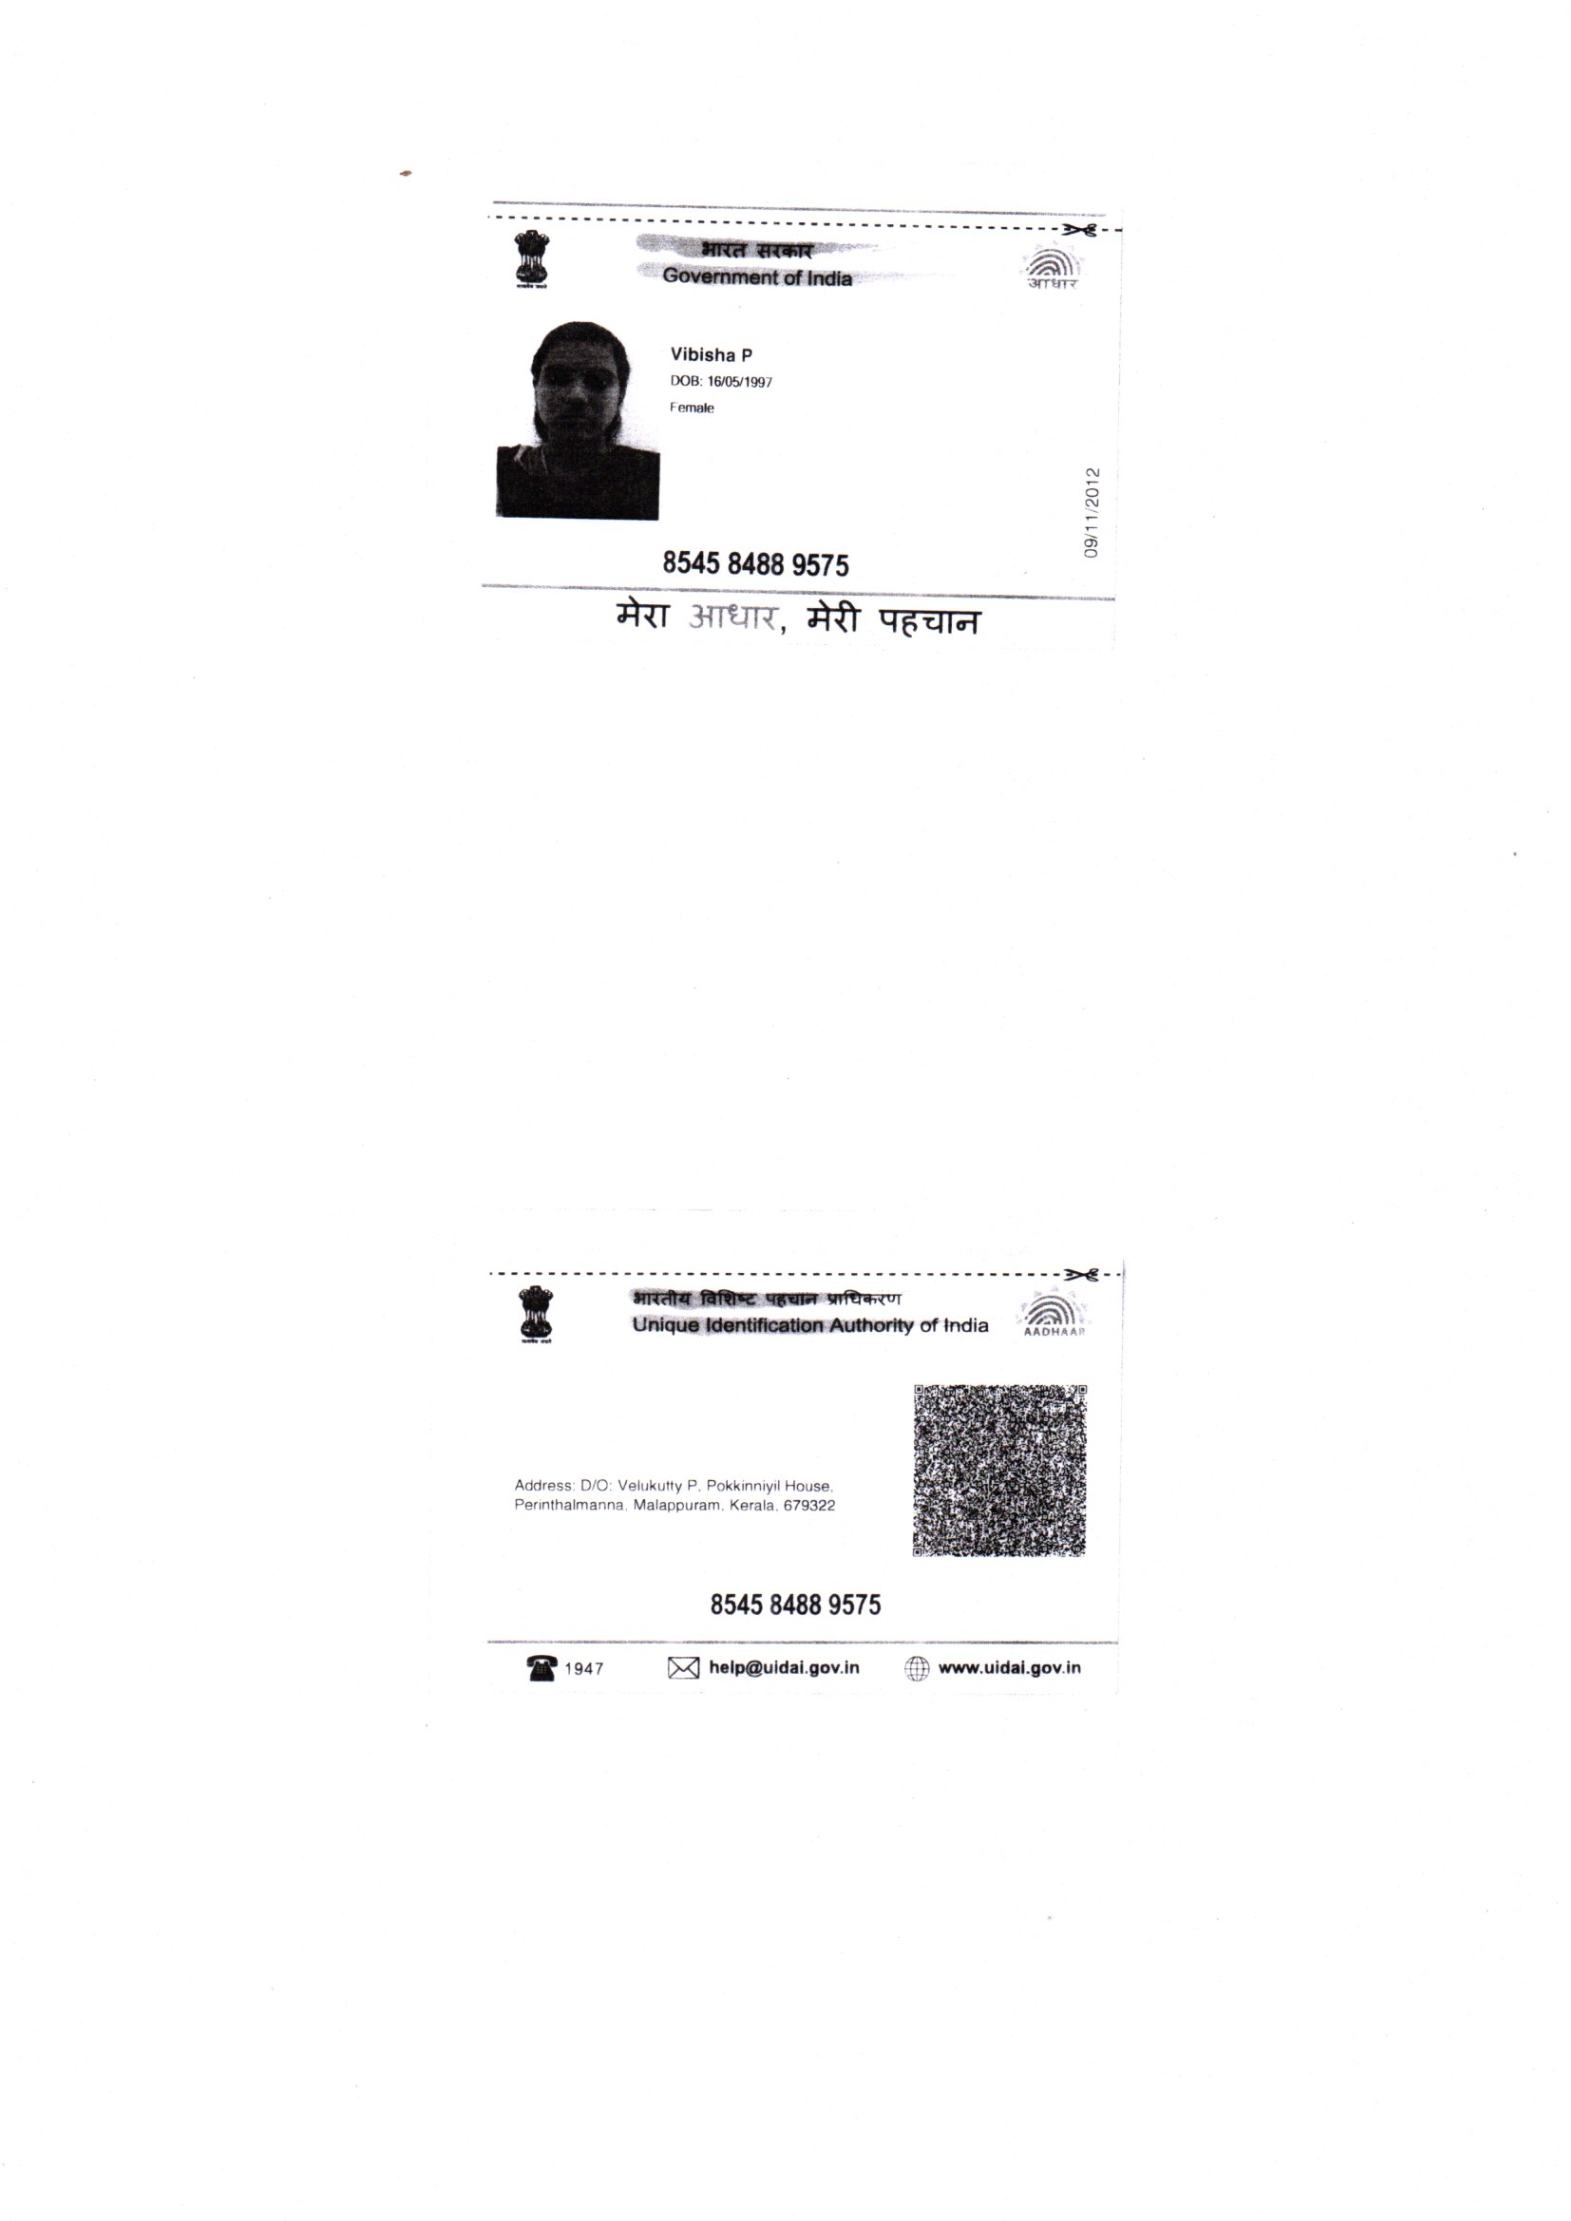 भारत सरकार
Government of India
आधार
Vibisha P
DOB: 16/05/1997
Female
09/11/2012
8545 8488 9575
मेरा आधार, मेरी पहचान
भारतीय विशिष्ट पहचान प्राधिकरण
Unique Identification Authority of India
AADHAAR
Address: D/O: Velukutty P, Pokkinniyil House,
Perinthalmanna, Malappuram, Kerala, 679322
8545 8488 9575
1947 help@uidai.gov.in www.uidai.gov.in